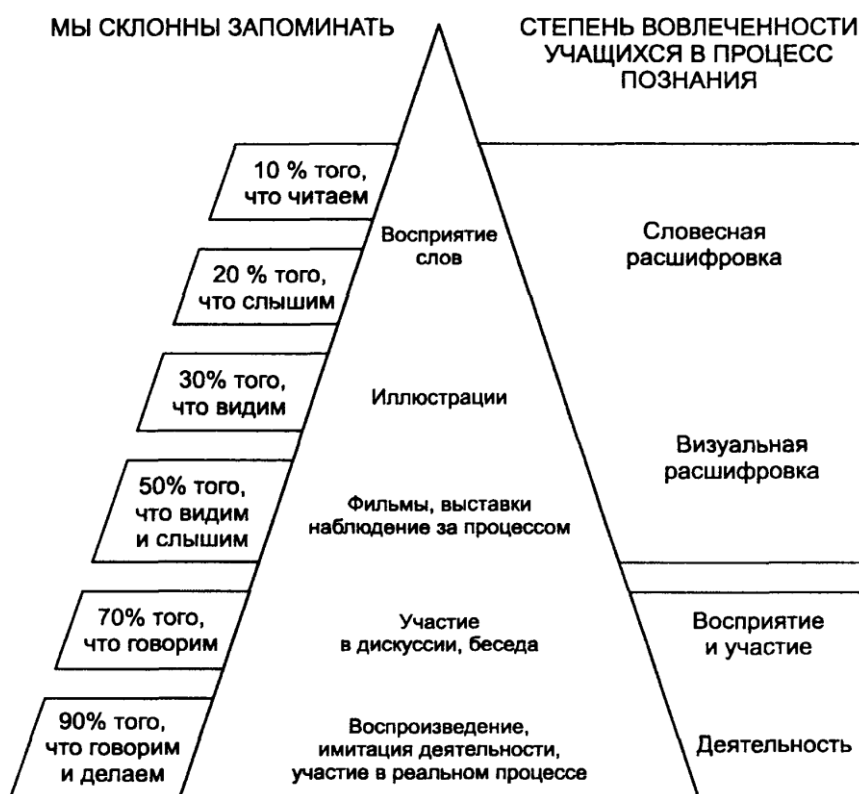 МЫ СКЛОННЫ ЗАПОМИНАТЬ
СТЕПЕНЬ ВОВЛЕЧЕННОСТИ
УЧАЩИХСЯ В ПРОЦЕСС
ПОЗНАНИЯ
10 % того,
что читаем
Восприятие
слов
Словесная
расшифровка
20 % того,
что слышим
30% того,
что видим
Иллюстрации
Визуальная
расшифровка
50% того,
что видим
и слышим
Фильмы, выставки
наблюдение за процессом
70% того,
что говорим
Участие
в дискуссии, беседа
Восприятие
и участие
90% того,
что говорим
и делаем
Воспроизведение,
имитация деятельности,
участие в реальном процессе
Деятельность